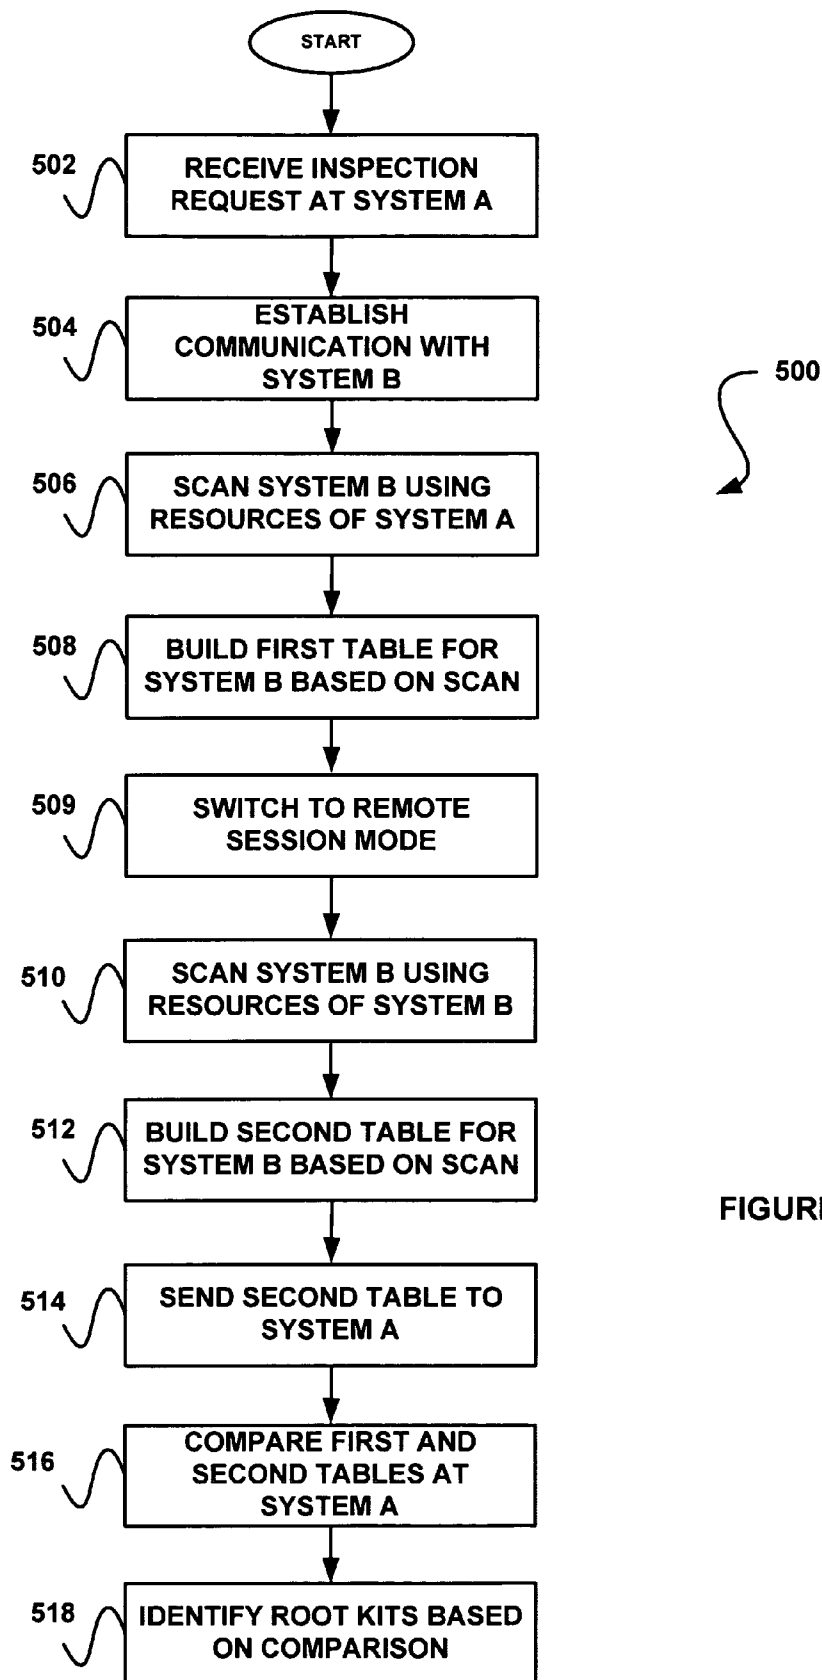 START
502
RECEIVE INSPECTION
REQUEST AT SYSTEM A
504
ESTABLISH
COMMUNICATION WITH
SYSTEM B
500
506
SCAN SYSTEM B USING
RESOURCES OF SYSTEM A
508
BUILD FIRST TABLE FOR
SYSTEM B BASED ON SCAN
509
SWITCH TO REMOTE
SESSION MODE
510
SCAN SYSTEM B USING
RESOURCES OF SYSTEM B
512
BUILD SECOND TABLE FOR
SYSTEM B BASED ON SCAN
FIGUR
514
SEND SECOND TABLE TO
SYSTEM A
516
COMPARE FIRST AND
SECOND TABLES AT
SYSTEM A
518
IDENTIFY ROOT KITS BASED
ON COMPARISON